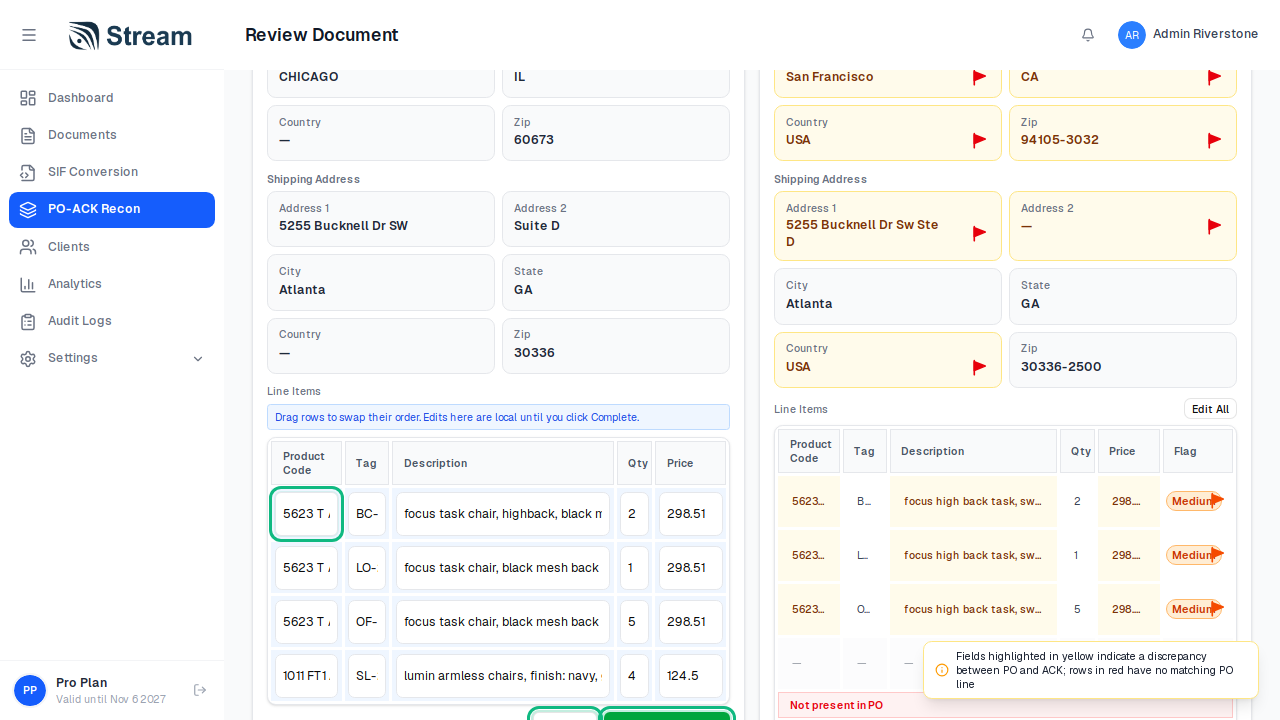 Stream
Review Document
AR
Admin Riverstone
Dashboard
Documents
SIF Conversion
PO-ACK Recon
Clients
Analytics
Audit Logs
Settings
PP
Pro Plan
Valid until Nov 6 2027
CHICAGO
IL
Country
—
Zip
60673
Shipping Address
Address 1
5255 Bucknell Dr SW
Address 2
Suite D
City
Atlanta
State
GA
Country
—
Zip
30336
Line Items
Drag rows to swap their order. Edits here are local until you click Complete.
Product Code
Tag
Description
Qty
Price
5623 T
BC-
focus task chair, highback, black
2
298.51
5623 T
LO-
focus task chair, black mesh back
1
298.51
5623 T
OF-
focus task chair, black mesh back
5
298.51
1011 FT1
SL-
lumin armless chairs, finish: navy,
4
124.5
San Francisco
CA
Country
USA
Zip
94105-3032
Shipping Address
Address 1
5255 Bucknell Dr Sw Ste
D
Address 2
—
City
Atlanta
State
GA
Country
USA
Zip
30336-2500
Line Items
Edit All
Product Code
Tag
Description
Qty
Price
Flag
5623...
B...
focus high back task, sw...
2
298....
Medium
5623...
L...
focus high back task, sw...
1
298....
Medium
5623...
O...
focus high back task, sw...
5
298....
Medium
—
—
—
Not present in PO
Fields highlighted in yellow indicate a discrepancy
between PO and ACK; rows in red have no matching PO
line